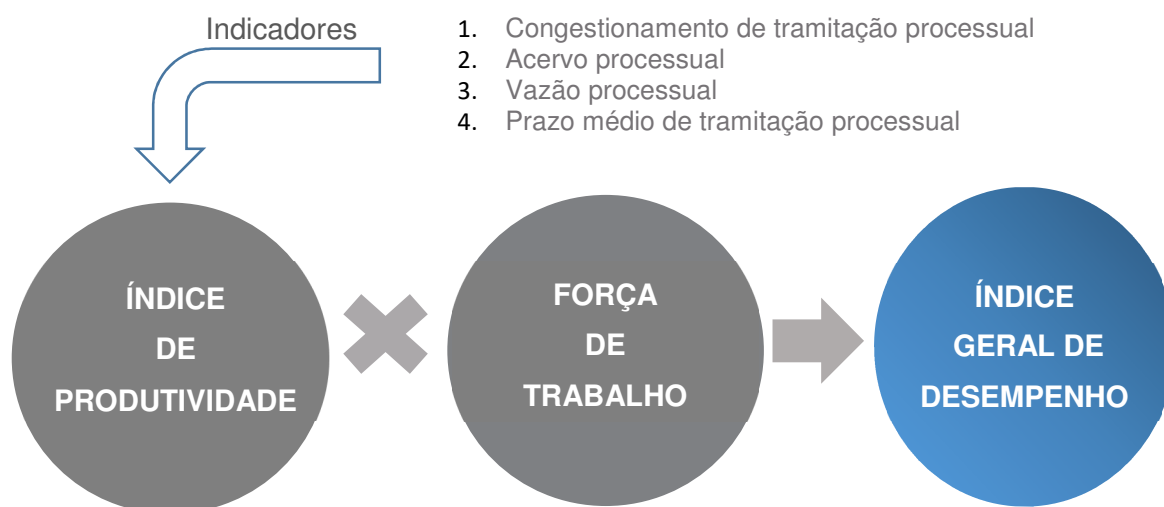 Indicadores
1. Congestionamento de tramitação processual
2. Acervo processual
3. Vazão processual
4. Prazo médio de tramitação processual
ÍNDICE
DE
PRODUTIVIDADE
FORÇA
DE
TRABALHO
ÍNDICE
GERAL DE
DESEMPENHO